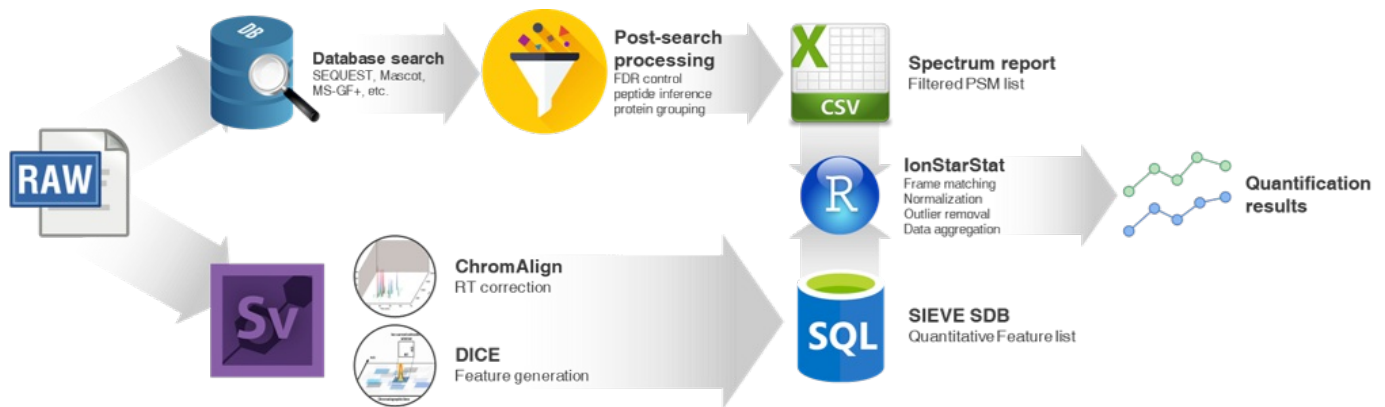 DB
Database search
SEQUEST, Mascot,
MS-GF+, etc.
Post-search
processing
FDR control
peptide inference
protein grouping
X
CSV
Spectrum report
Filtered PSM list
RAW
R
IonStarStat
Frame matching
Normalization
Outlier removal
Data aggregation
Quantification
results
Sv
ChromAlign
RT correction
DICE
Feature generation
SQL
SIEVE SDB
Quantitative Feature list